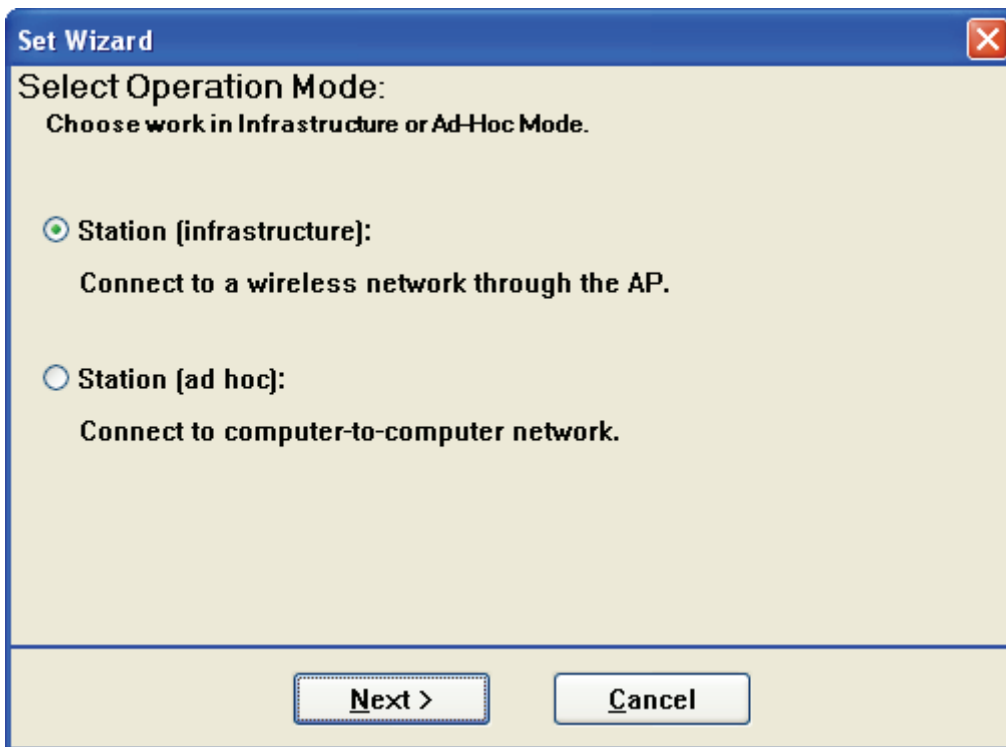 Set Wizard
Select Operation Mode:
Choose work in Infrastructure or Ad-Hoc Mode.
Station (infrastructure):
Connect to a wireless network through the AP.
Station (ad hoc):
Connect to computer-to-computer network.
Next >
Cancel